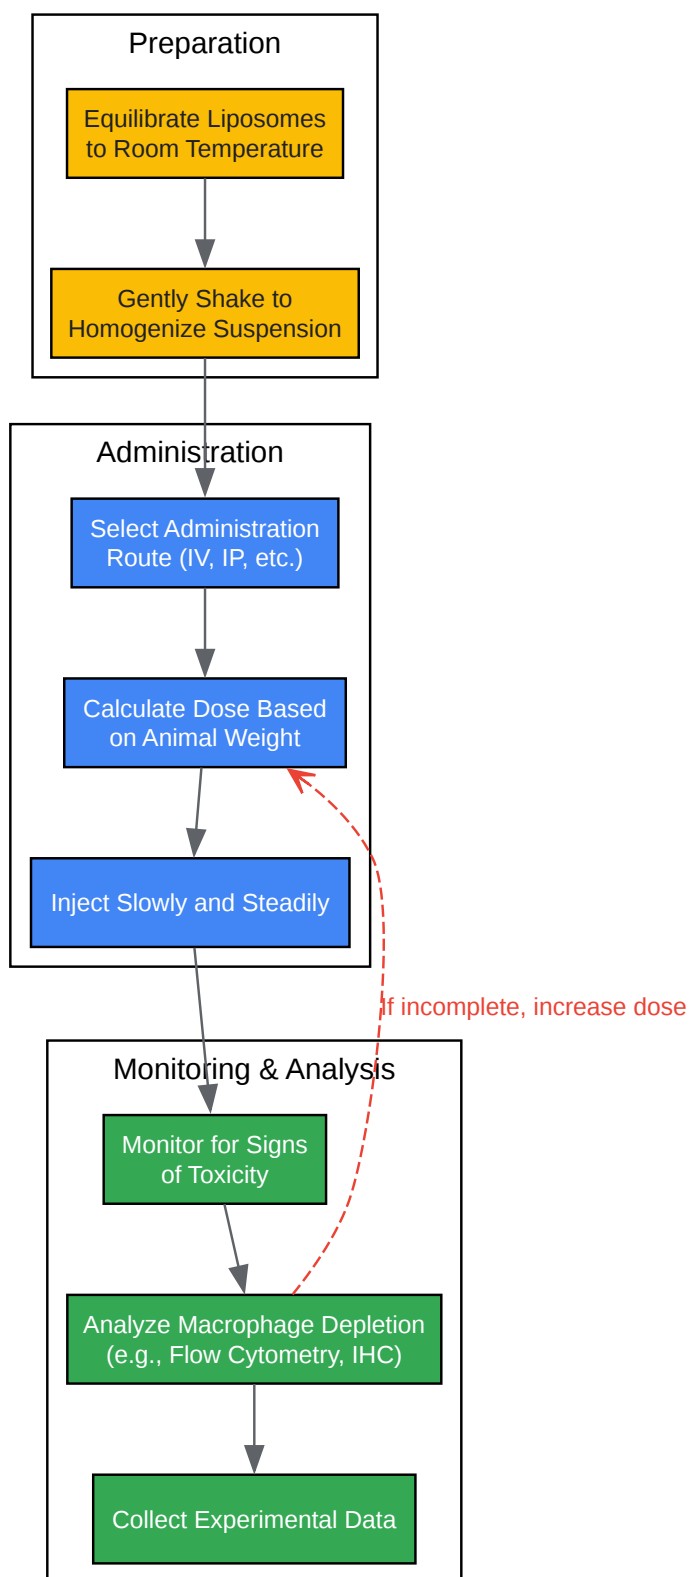 Preparation
Equilibrate Liposomes
to Room Temperature
Gently Shake to
Homogenize Suspension
Administration
Select Administration
Route (IV, IP, etc.)
Calculate Dose Based
on Animal Weight
Inject Slowly and Steadily
If incomplete, increase dose
Monitoring & Analysis
Monitor for Signs
of Toxicity
Analyze Macrophage Depletion
(e.g., Flow Cytometry, IHC)
Collect Experimental Data